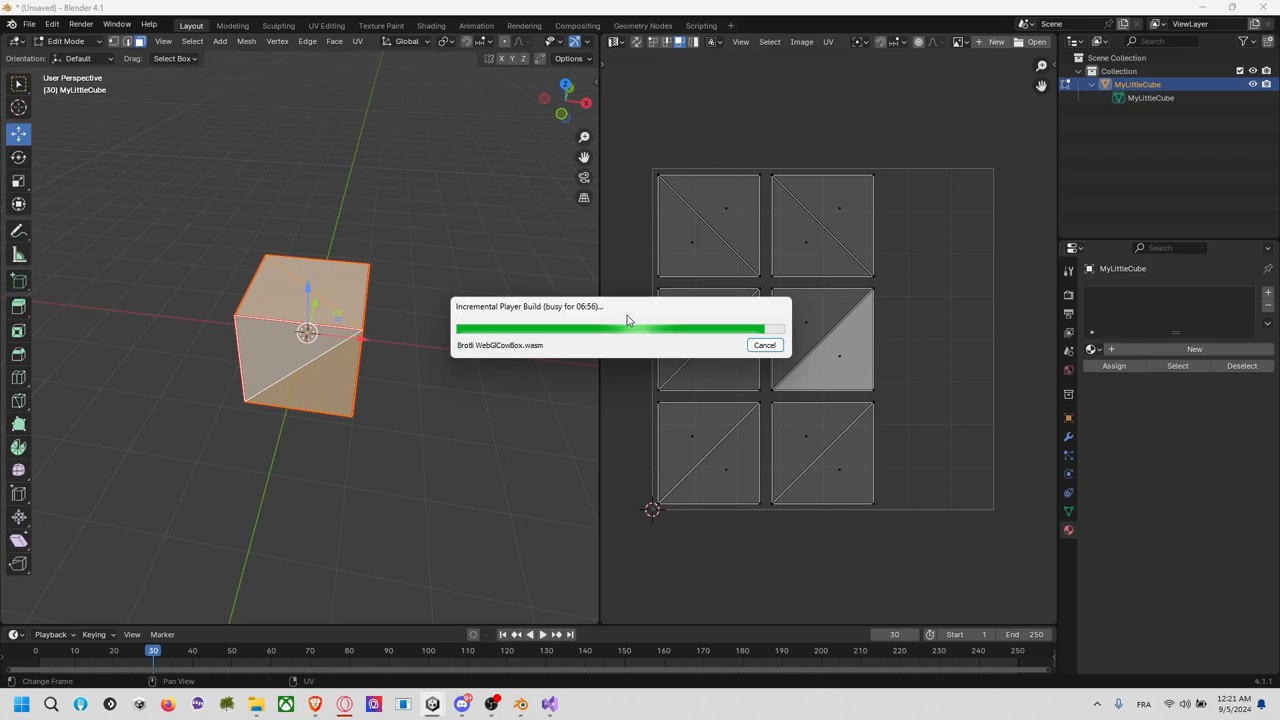 * (Unsaved) - Blender 4.1
File Edit Render Window Help Layout Modeling Sculpting UV Editing Texture Paint Shading Animation Rendering Compositing Geometry Nodes Scripting + Scene ViewLayer
Edit Mode View Select Add Mesh Vertex Edge Face UV Global View Select Image UV New Open Search
Orientation: Default Drag: Select Box X Y Z Options
Scene Collection
Collection
MyLittleCube
MyLittleCube
User Perspective
(30) MyLittleCube
Z
X
Search
MyLittleCube
Incremental Player Build (busy for 06:56)...
Brotli WebGlCowBox.wasm
Cancel
+ New
Assign Select Deselect
Playback Keying View Marker 30 Start 1 End 250
0 10 20 30 40 50 60 70 80 90 100 110 120 130 140 150 160 170 180 190 200 210 220 230 240 250
Change Frame Pan View UV 4.1.1
FRA
12:21 AM
9/5/2024